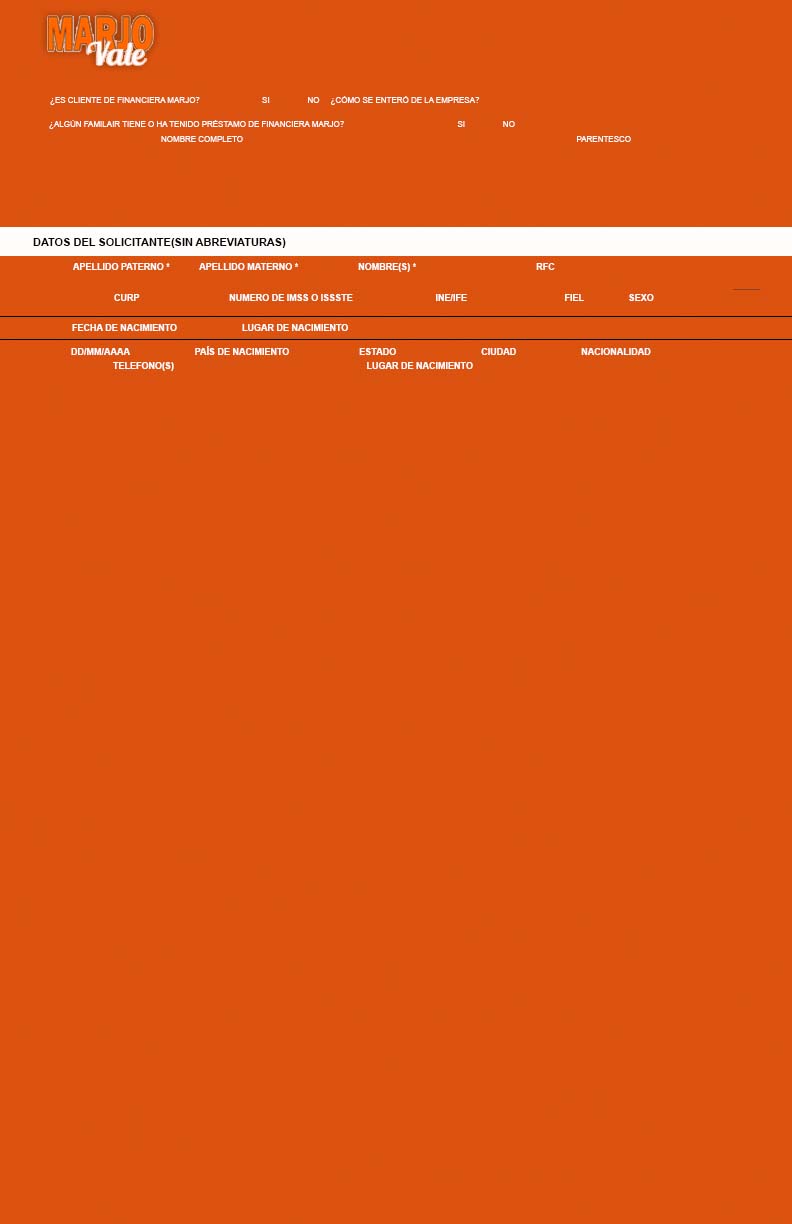 MARJO
Vale
¿ES CLIENTE DE FINANCIERA MARJO? SI NO ¿CÓMO SE ENTERÓ DE LA EMPRESA?
¿ALGÚN FAMILAIR TIENE O HA TENIDO PRÉSTAMO DE FINANCIERA MARJO? SI NO
NOMBRE COMPLETO PARENTESCO
DATOS DEL SOLICITANTE(SIN ABREVIATURAS)
APELLIDO PATERNO * APELLIDO MATERNO * NOMBRE(S) * RFC
CURP NUMERO DE IMSS O ISSSTE INE/IFE FIEL SEXO
FECHA DE NACIMIENTO LUGAR DE NACIMIENTO
DD/MM/AAAA PAÍS DE NACIMIENTO ESTADO CIUDAD NACIONALIDAD
TELEFONO(S) LUGAR DE NACIMIENTO